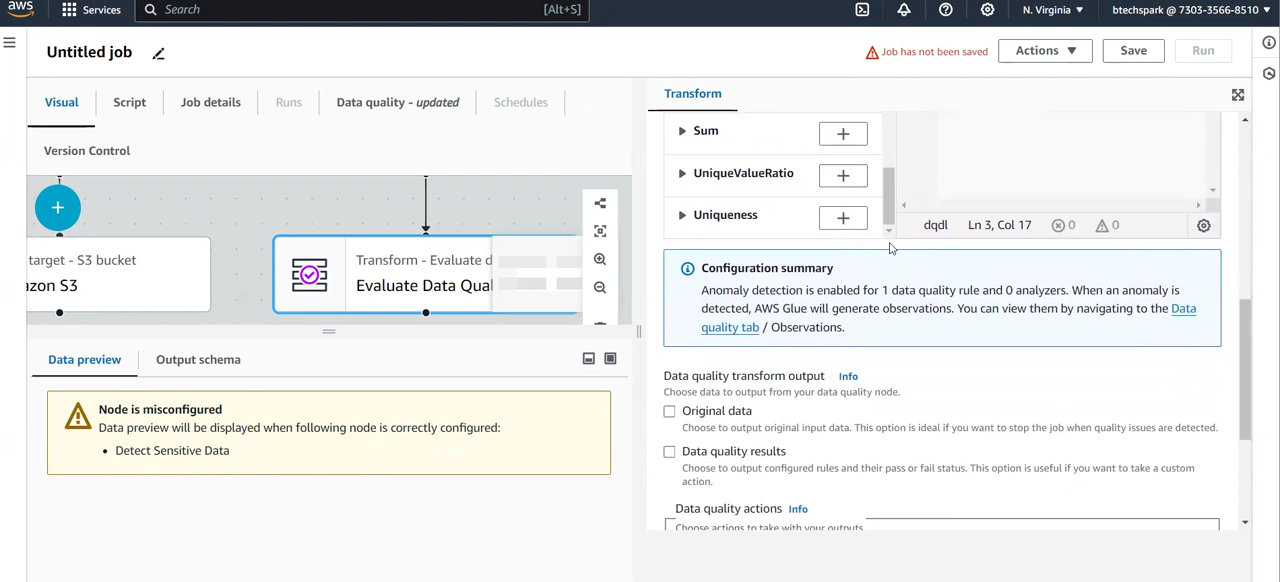 aws
Services
Search
[Alt+S]
N. Virginia
btechspark @ 7303-3566-8510
Untitled job
Job has not been saved
Actions
Save
Run
Visual
Script
Job details
Runs
Data quality - updated
Schedules
Version Control
target - S3 bucket
zon S3
Transform - Evaluate d
Evaluate Data Qual
Data preview
Output schema
Node is misconfigured
Data preview will be displayed when following node is correctly configured:
• Detect Sensitive Data
Transform
Sum
UniqueValueRatio
Uniqueness
dqdl
Ln 3, Col 17
0
0
Configuration summary
Anomaly detection is enabled for 1 data quality rule and 0 analyzers. When an anomaly is
detected, AWS Glue will generate observations. You can view them by navigating to the Data
quality tab / Observations.
Data quality transform output Info
Choose data to output from your data quality node.
Original data
Choose to output original input data. This option is ideal if you want to stop the job when quality issues are detected.
Data quality results
Choose to output configured rules and their pass or fail status. This option is useful if you want to take a custom
action.
Data quality actions Info
Choose actions to take with your outputs